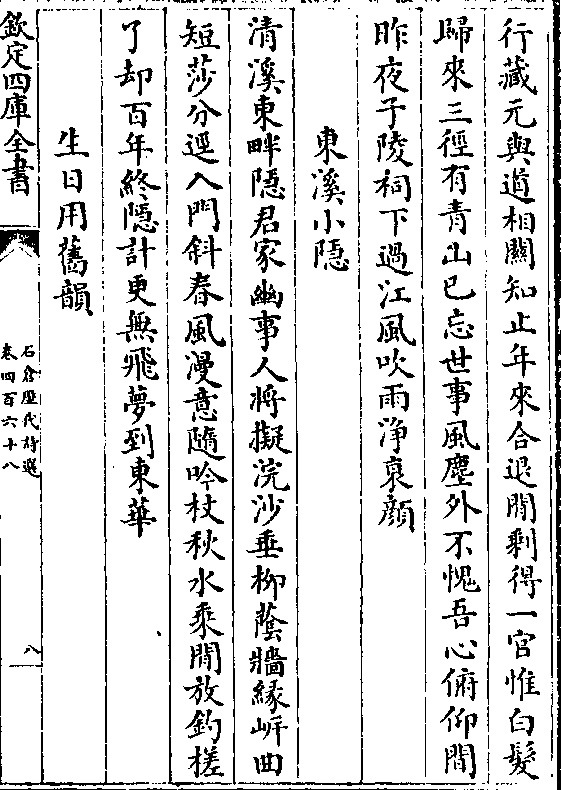 行藏元與道相關知止年來合退閒剩得一官惟白髮
歸來三徑有青山已忘世事風塵外不愧吾心俯仰間
昨夜子陵祠下過江風吹雨淨衰顔
東溪小隱
清溪東畔隱君家幽事人將擬浣沙垂柳蔭牆緣岸曲
短莎分逕入門斜春風漫意隨吟杖秋水乘閒放釣槎
了却百年終隱計更無飛夢到東華
生日用舊韻
欽定四庫全書
石倉歷代詩選
卷四百六十八
八